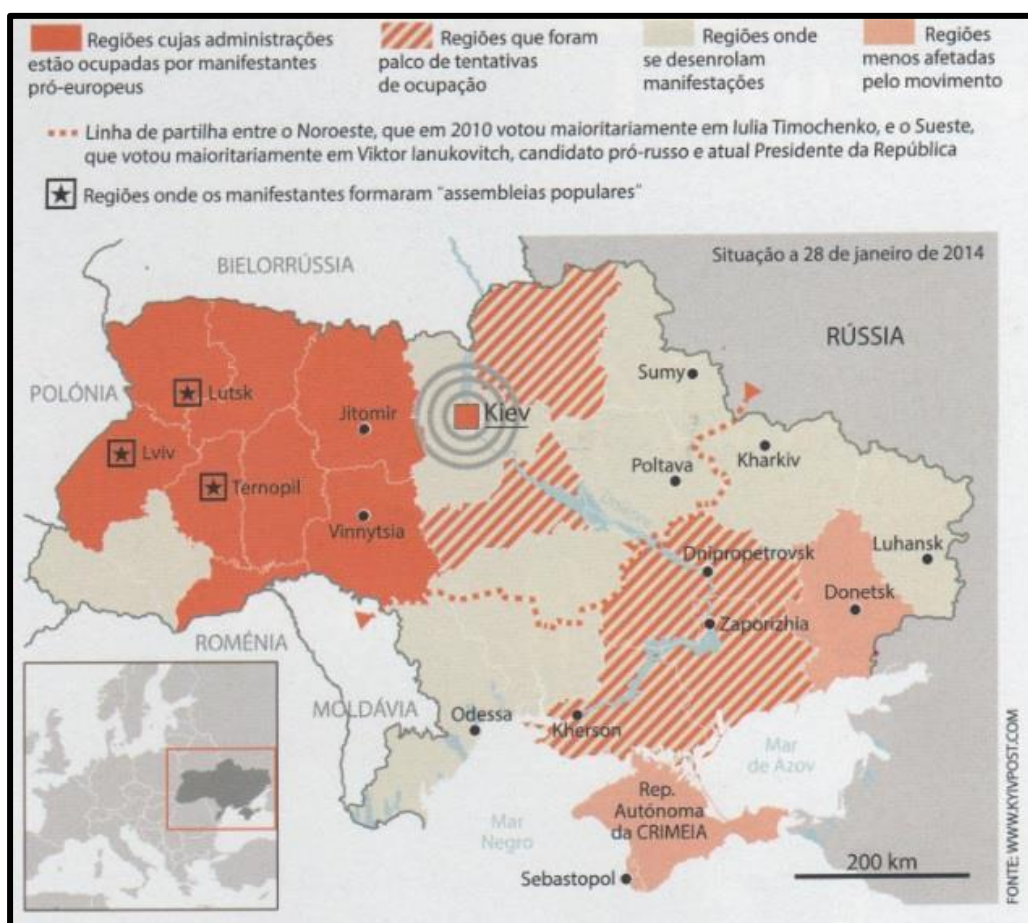 Regiões cujas administrações
estão ocupadas por manifestantes
pró-europeus
Regiões que foram
palco de tentativas
de ocupação
Regiões onde
se desenrolam
manifestações
Regiões
menos afetadas
pelo movimento
Linha de partilha entre o Noroeste, que em 2010 votou maioritariamente em Iulia Timochenko, e o Sueste,
que votou maioritariamente em Viktor Ianukovitch, candidato pró-russo e atual Presidente da República
Regiões onde os manifestantes formaram "assembleias populares"
Situação a 28 de janeiro de 2014
BIELORRÚSSIA
RÚSSIA
POLÓNIA
Lutsk
Jitomir
Kiev
Sumy
Lviv
Ternopil
Poltava
Kharkiv
Vinnytsia
Dnipropetrovsk
Luhansk
Donetsk
Zaporizhia
ROMÉNIA
MOLDÁVIA
Odessa
Kherson
Mar
de Azov
Rep.
Autónoma
da CRIMEIA
Mar
Negro
Sebastopol
200 km
FONTE: WWW.KYIVPOST.COM